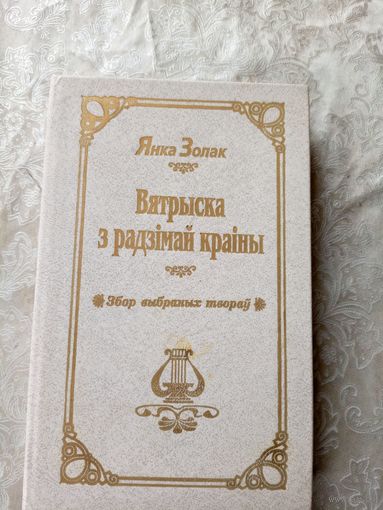 Янка Золак
Вятрыска
з радзімай краіны
Збор выбраных твораў